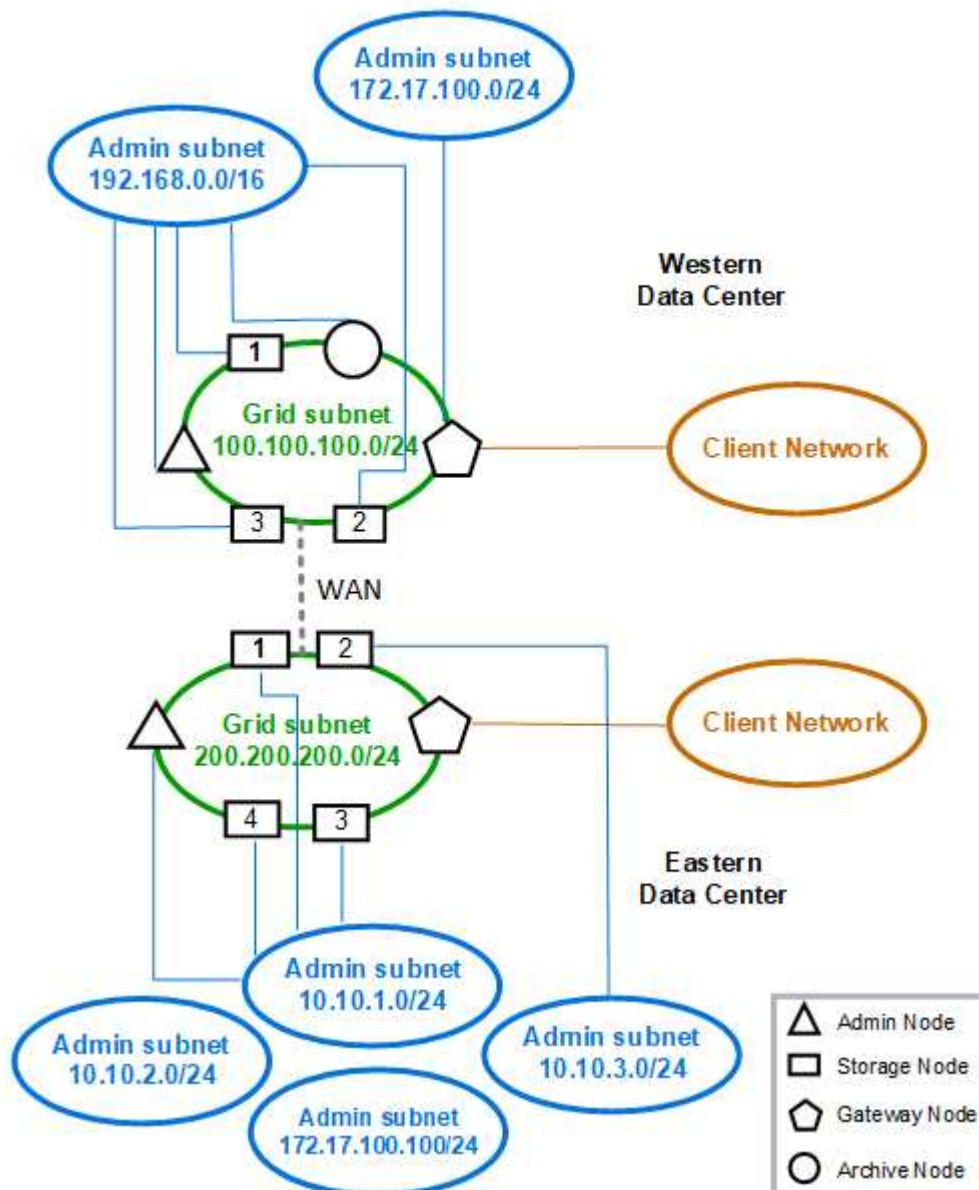 Admin subnet
172.17.100.0/24
Admin subnet
192.168.0.0/16
Western
Data Center
1
Grid subnet
100.100.100.0/24
Client Network
3
2
WAN
1
2
Grid subnet
200.200.200.0/24
Client Network
4
3
Eastern
Data Center
Admin subnet
10.10.1.0/24
Admin subnet
10.10.2.0/24
Admin subnet
10.10.3.0/24
Admin subnet
172.17.100.100/24
Admin Node
Storage Node
Gateway Node
Archive Node